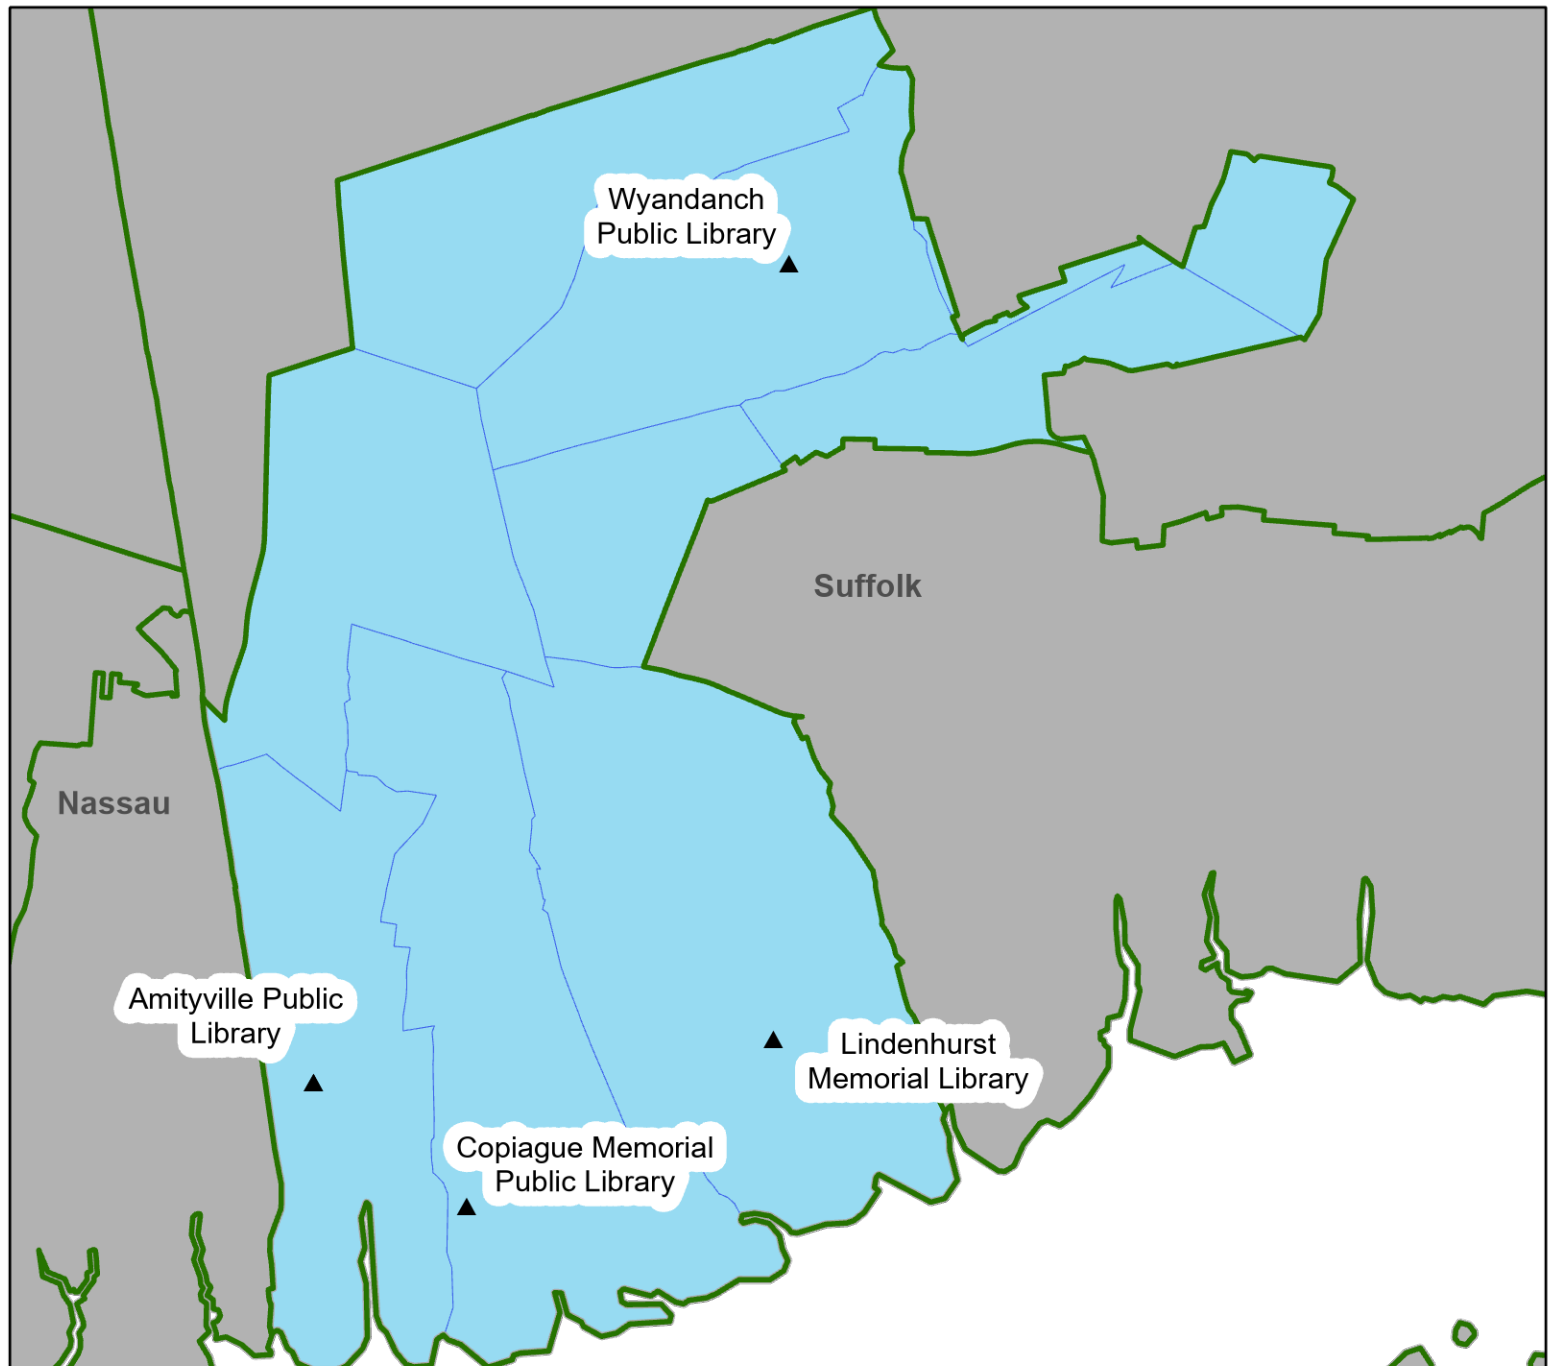 Wyandanch
Public Library
Suffolk
Nassau
Amityville Public
Library
Lindenhurst
Memorial Library
Copiague Memorial
Public Library